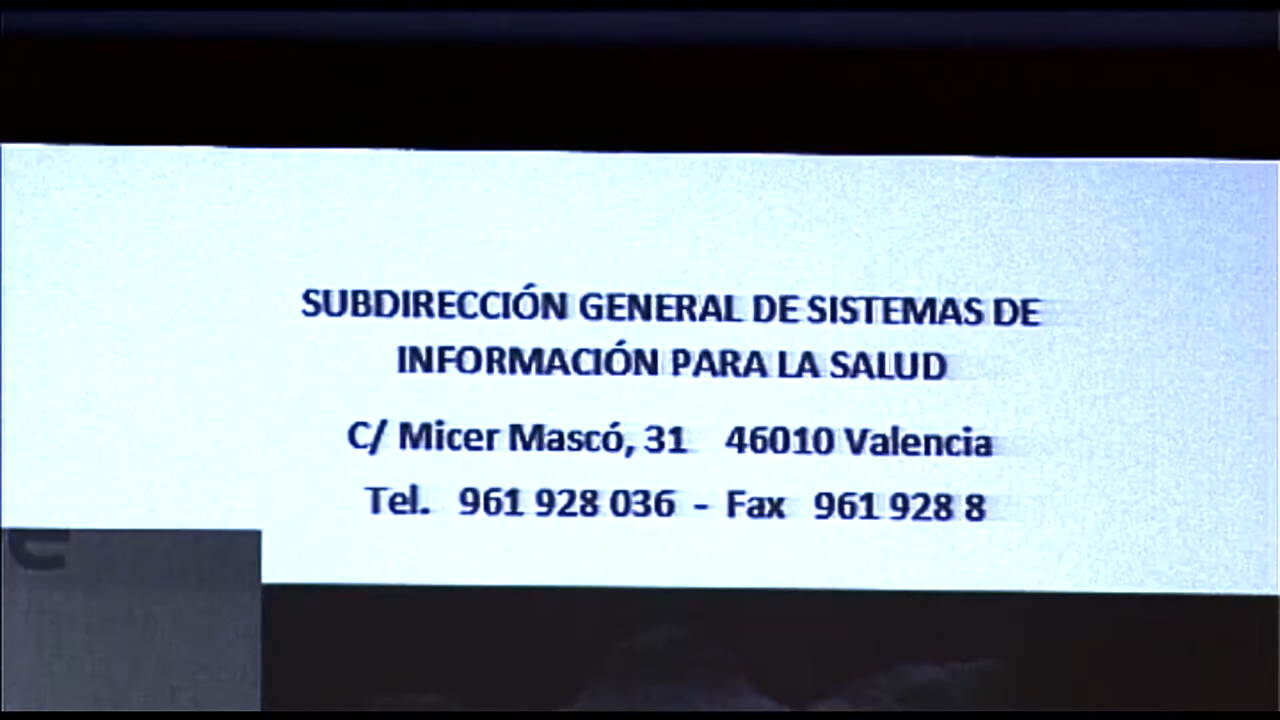 SUBDIRECCIÓN GENERAL DE SISTEMAS DE
INFORMACIÓN PARA LA SALUD
C/ Micer Mascó, 31 46010 Valencia
Tel. 961 928 036 - Fax 961 928 8